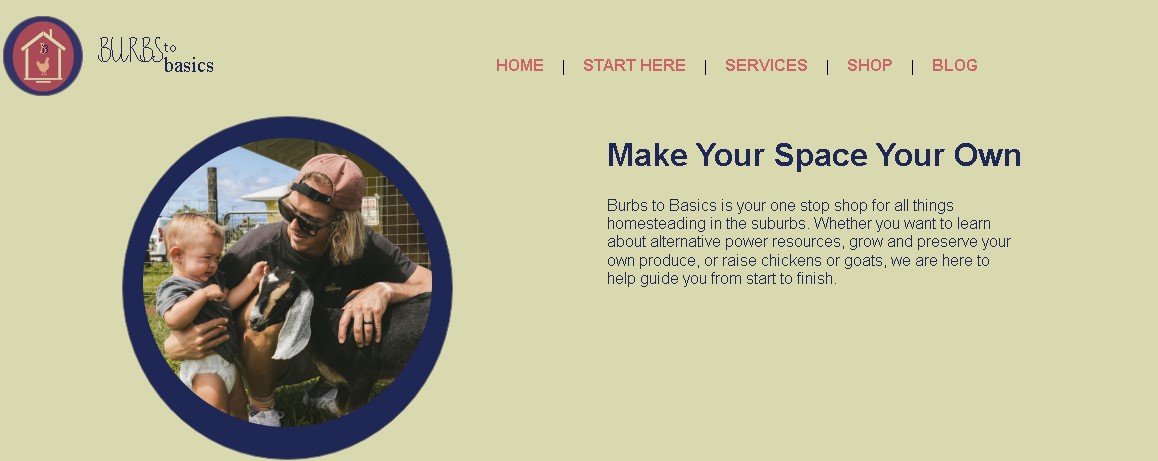 BURBS to
basics
HOME | START HERE | SERVICES | SHOP | BLOG
Make Your Space Your Own
Burbs to Basics is your one stop shop for all things
homesteading in the suburbs. Whether you want to learn
about alternative power resources, grow and preserve your
own produce, or raise chickens or goats, we are here to
help guide you from start to finish.